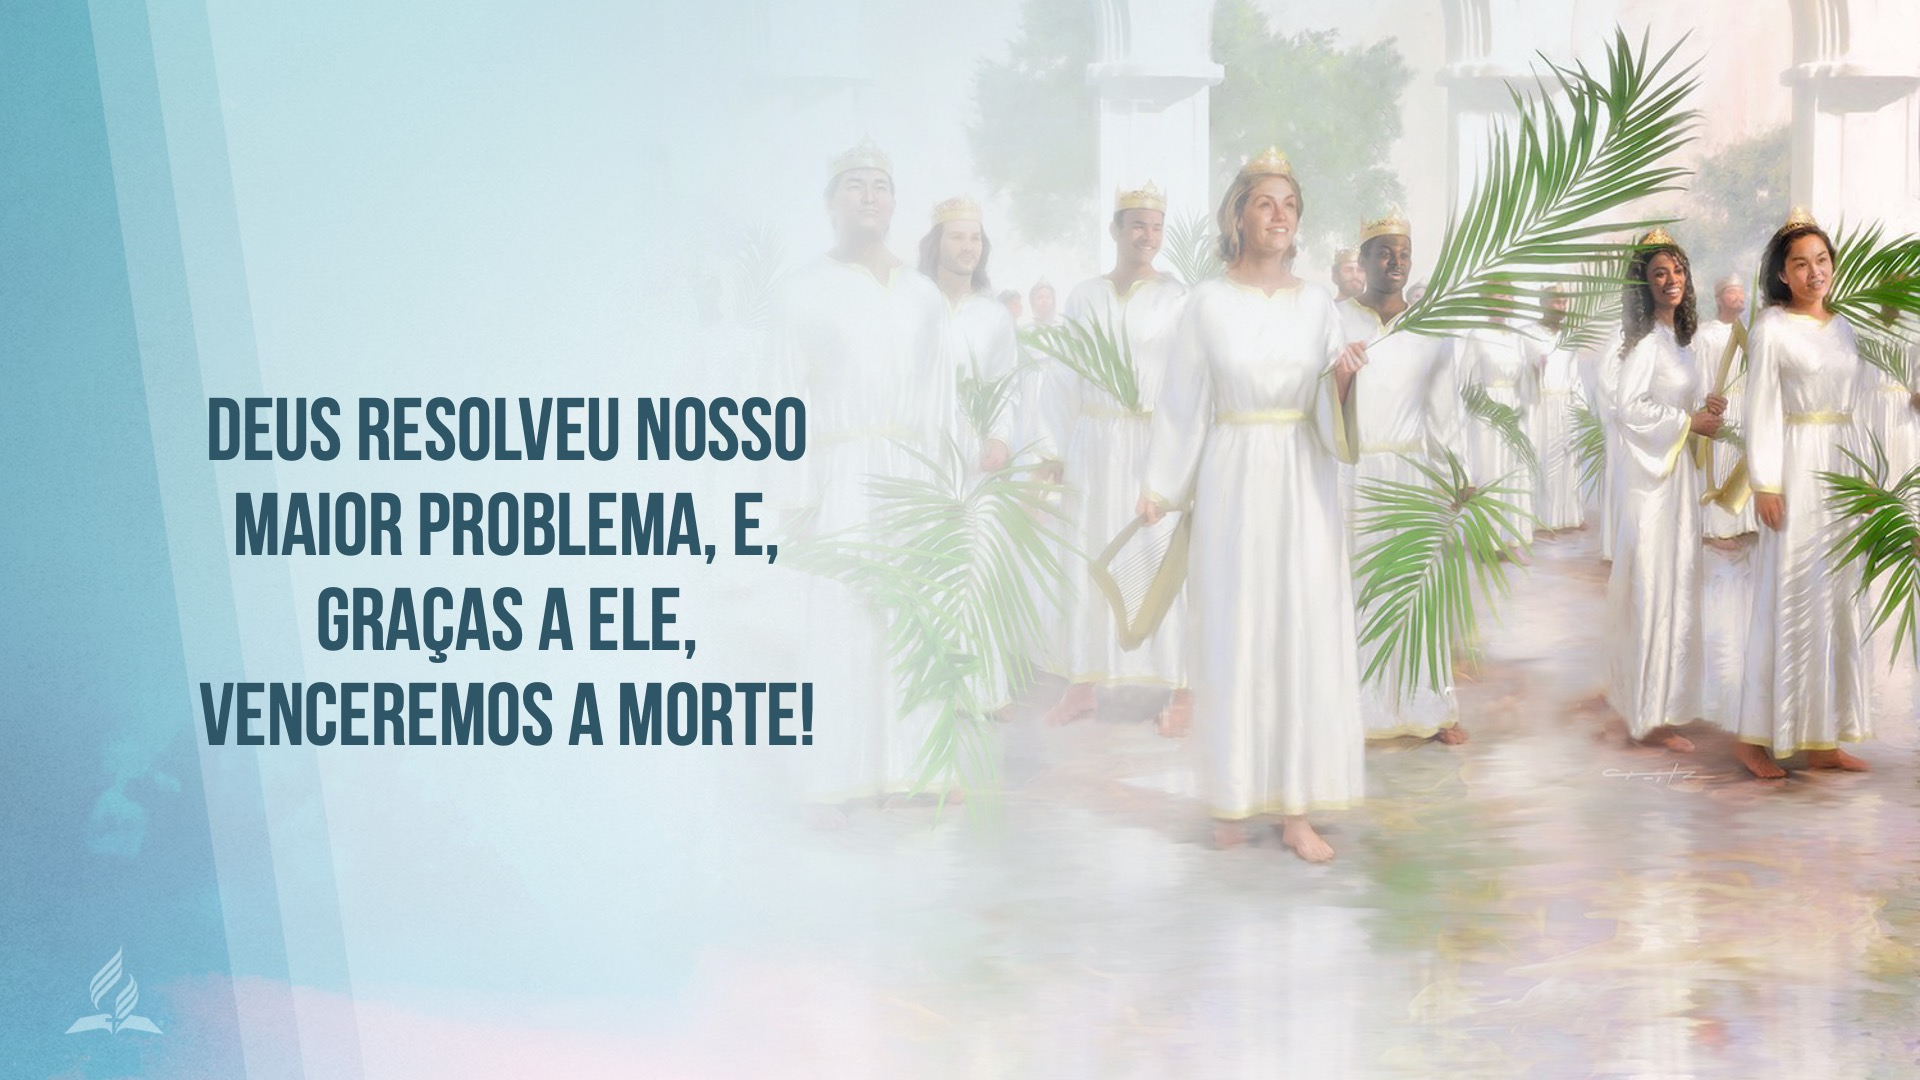 DEUS RESOLVEU NOSSO
MAIOR PROBLEMA, E,
GRAÇAS A ELE,
VENCEREMOS A MORTE!